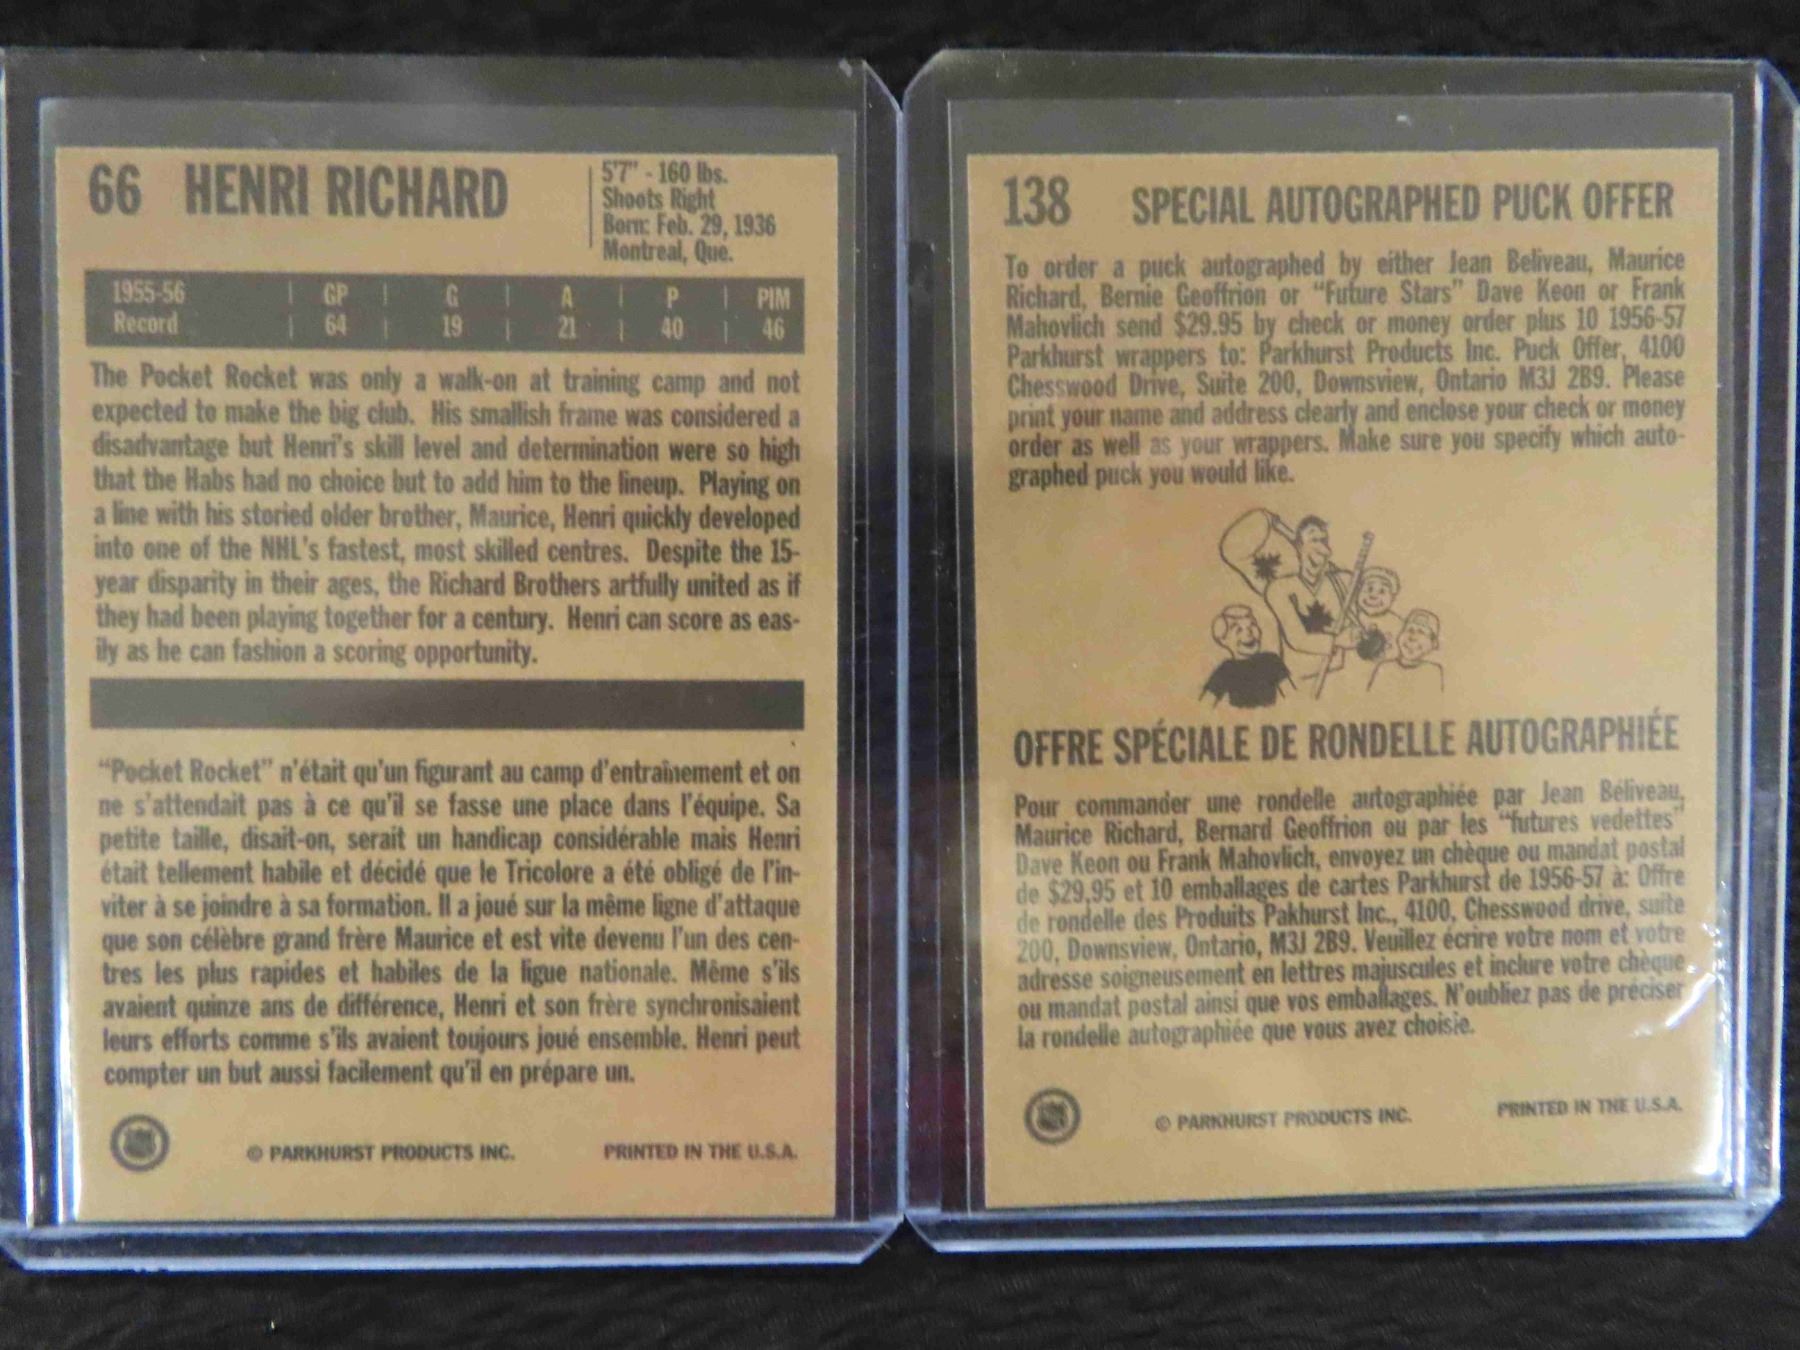 66 HENRI RICHARD
5'7" - 160 lbs.
Shoots Right
Born: Feb. 29, 1936
Montreal, Que.
1955-56 | GP | G | A | P | PIM
Record | 64 | 19 | 21 | 40 | 46
The Pocket Rocket was only a walk-on at training camp and not
expected to make the big club. His smallish frame was considered a
disadvantage but Henri's skill level and determination were so high
that the Habs had no choice but to add him to the lineup. Playing on
a line with his storied older brother, Maurice, Henri quickly developed
into one of the NHL's fastest, most skilled centres. Despite the 15-
year disparity in their ages, the Richard Brothers artfully united as if
they had been playing together for a century. Henri can score as eas-
ily as he can fashion a scoring opportunity.
"Pocket Rocket" n'était qu'un figurant au camp d'entraînement et on
ne s'attendait pas à ce qu'il se fasse une place dans l'équipe. Sa
petite taille, disait-on, serait un handicap considérable mais Henri
était tellement habile et décidé que le Tricolore a été obligé de l'in-
viter à se joindre à sa formation. Il a joué sur la même ligne d'attaque
que son célèbre grand frère Maurice et est vite devenu l'un des cen-
tres les plus rapides et habiles de la ligue nationale. Même s'ils
avaient quinze ans de différence, Henri et son frère synchronisaient
leurs efforts comme s'ils avaient toujours joué ensemble. Henri peut
compter un but aussi facilement qu'il en prépare un.
© PARKHURST PRODUCTS INC. PRINTED IN THE U.S.A.
138 SPECIAL AUTOGRAPHED PUCK OFFER
To order a puck autographed by either Jean Beliveau, Maurice
Richard, Bernie Geoffrion or "Future Stars" Dave Keon or Frank
Mahovlich send $29.95 by check or money order plus 10 1956-57
Parkhurst wrappers to: Parkhurst Products Inc. Puck Offer, 4100
Chesswood Drive, Suite 200, Downsview, Ontario M3J 2B9. Please
print your name and address clearly and enclose your check or money
order as well as your wrappers. Make sure you specify which auto-
graphed puck you would like.
OFFRE SPÉCIALE DE RONDELLE AUTOGRAPHIÉE
Pour commander une rondelle autographiée par Jean Béliveau,
Maurice Richard, Bernard Geoffrion ou par les "futures vedettes"
Dave Keon ou Frank Mahovlich, envoyez un chèque ou mandat postal
de $29.95 et 10 emballages de cartes Parkhurst de 1956-57 à: Offre
de rondelle des Produits Pakhurst Inc., 4100, Chesswood drive, suite
200, Downsview, Ontario, M3J 2B9. Veuillez écrire votre nom et votre
adresse soigneusement en lettres majuscules et inclure votre chèque
ou mandat postal ainsi que vos emballages. N'oubliez pas de préciser
la rondelle autographiée que vous avez choisie.
© PARKHURST PRODUCTS INC. PRINTED IN THE U.S.A.